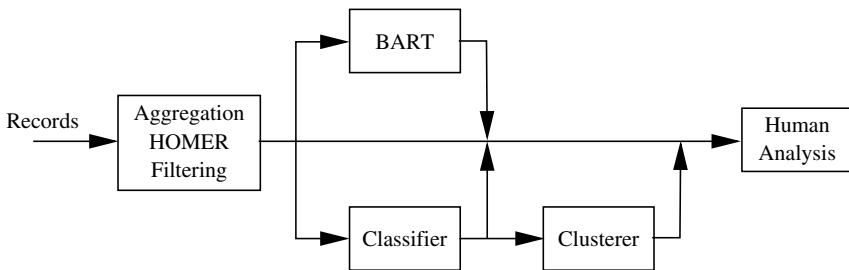 BART
Records
Aggregation
HOMER
Filtering
Human
Analysis
Classifier
Clusterer